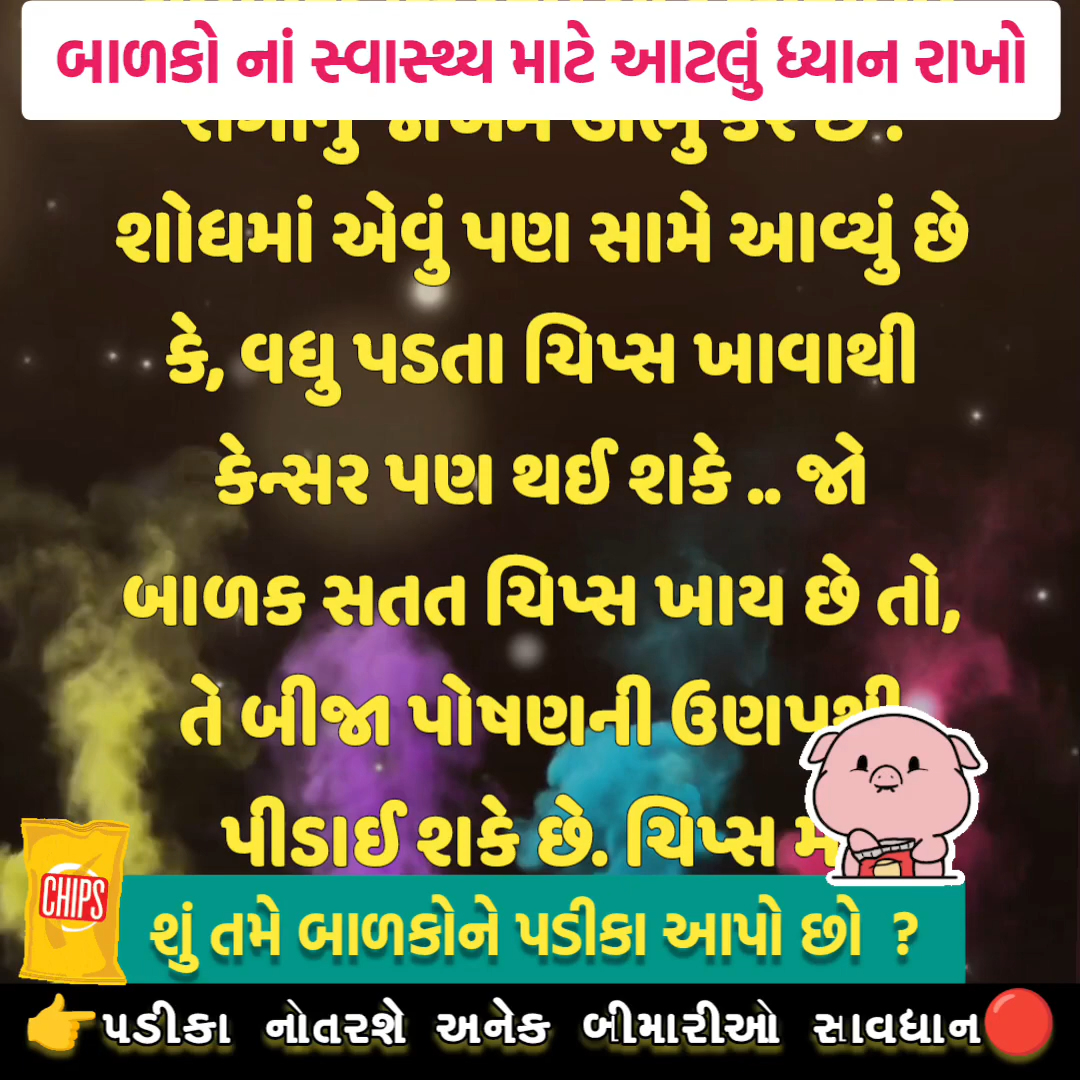 બાળકો નાં સ્વાસ્થ્ય માટે આટલું ધ્યાન રાખો
શોધમાં એવું પણ સામે આવ્યું છે
કે, વધુ પડતા ચિપ્સ ખાવાથી
કેન્સર પણ થઈ શકે .. જો
બાળક સતત ચિપ્સ ખાય છે તો,
તે બીજા પોષણની ઉણપથી
પીડાઈ શકે છે. ચિપ્સ
CHIPS
શું તમે બાળકોને પડીકા આપો છો ?
પડીકા નોતરશે અનેક બીમારીઓ સાવધાન